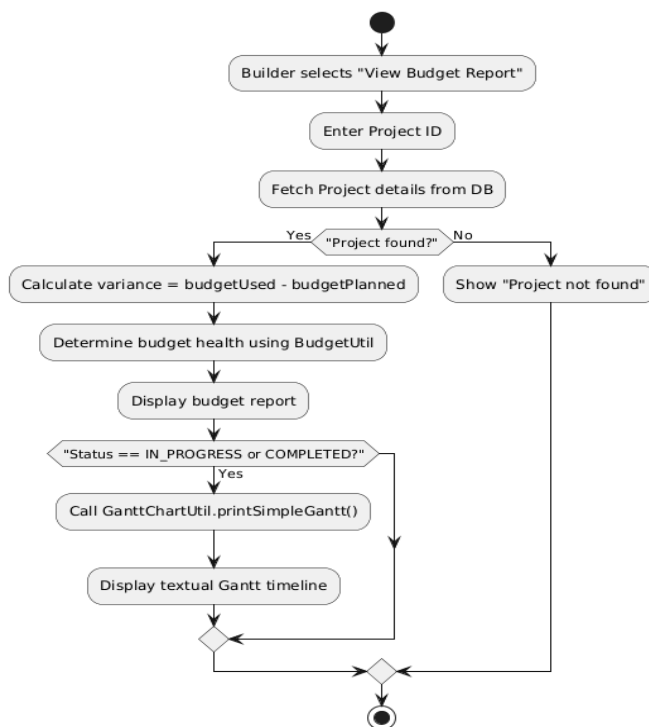 Builder selects "View Budget Report"
Enter Project ID
Fetch Project details from DB
Yes
"Project found?"
No
Calculate variance = budgetUsed - budgetPlanned
Show "Project not found"
Determine budget health using BudgetUtil
Display budget report
"Status == IN_PROGRESS or COMPLETED?"
Yes
Call GanttChartUtil.printSimpleGantt()
Display textual Gantt timeline